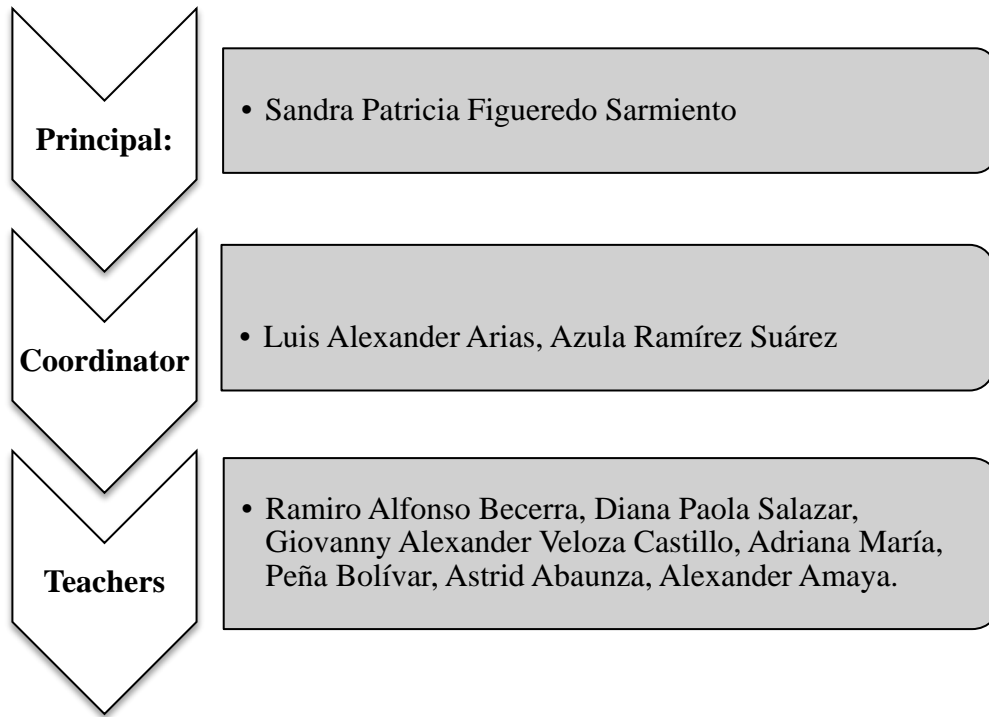 Principal:
• Sandra Patricia Figueredo Sarmiento
Coordinator
• Luis Alexander Arias, Azula Ramírez Suárez
Teachers
• Ramiro Alfonso Becerra, Diana Paola Salazar,
Giovanny Alexander Veloza Castillo, Adriana María,
Peña Bolívar, Astrid Abaunza, Alexander Amaya.